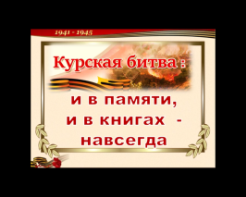 1941 - 1945
Курская битва :
и в памяти,
и в книгах -
навсегда